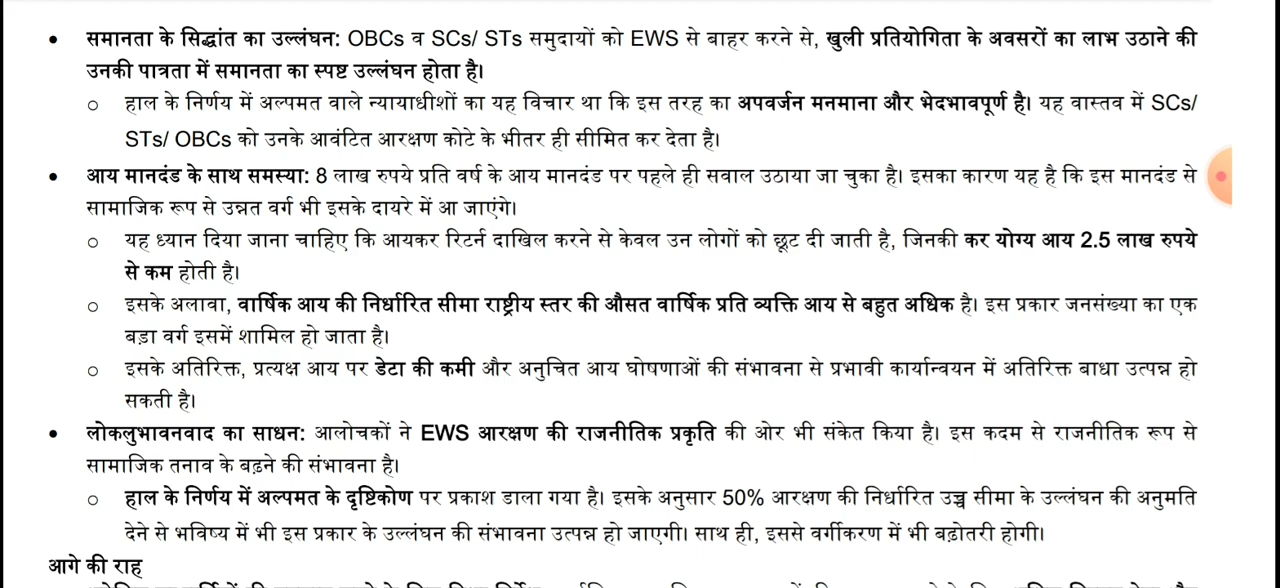 • समानता के सिद्धांत का उल्लंघन: OBCs व SCs/ STs समुदायों को EWS से बाहर करने से, खुली प्रतियोगिता के अवसरों का लाभ उठाने की
उनकी पात्रता में समानता का स्पष्ट उल्लंघन होता है।
o हाल के निर्णय में अल्पमत वाले न्यायाधीशों का यह विचार था कि इस तरह का अपवर्जन मनमाना और भेदभावपूर्ण है। यह वास्तव में SCs/
STs/ OBCs को उनके आवंटित आरक्षण कोटे के भीतर ही सीमित कर देता है।
• आय मानदंड के साथ समस्या: 8 लाख रुपये प्रति वर्ष के आय मानदंड पर पहले ही सवाल उठाया जा चुका है। इसका कारण यह है कि इस मानदंड से
सामाजिक रूप से उन्नत वर्ग भी इसके दायरे में आ जाएंगे।
o यह ध्यान दिया जाना चाहिए कि आयकर रिटर्न दाखिल करने से केवल उन लोगों को छूट दी जाती है, जिनकी कर योग्य आय 2.5 लाख रुपये
से कम होती है।
o इसके अलावा, वार्षिक आय की निर्धारित सीमा राष्ट्रीय स्तर की औसत वार्षिक प्रति व्यक्ति आय से बहुत अधिक है। इस प्रकार जनसंख्या का एक
बड़ा वर्ग इसमें शामिल हो जाता है।
o इसके अतिरिक्त, प्रत्यक्ष आय पर डेटा की कमी और अनुचित आय घोषणाओं की संभावना से प्रभावी कार्यान्वयन में अतिरिक्त बाधा उत्पन्न हो
सकती है।
• लोकलुभावनवाद का साधन: आलोचकों ने EWS आरक्षण की राजनीतिक प्रकृति की ओर भी संकेत किया है। इस कदम से राजनीतिक रूप से
सामाजिक तनाव के बढ़ने की संभावना है।
o हाल के निर्णय में अल्पमत के दृष्टिकोण पर प्रकाश डाला गया है। इसके अनुसार 50% आरक्षण की निर्धारित उच्च सीमा के उल्लंघन की अनुमति
देने से भविष्य में भी इस प्रकार के उल्लंघन की संभावना उत्पन्न हो जाएगी। साथ ही, इससे वर्गीकरण में भी बढ़ोतरी होगी।
आगे की राह